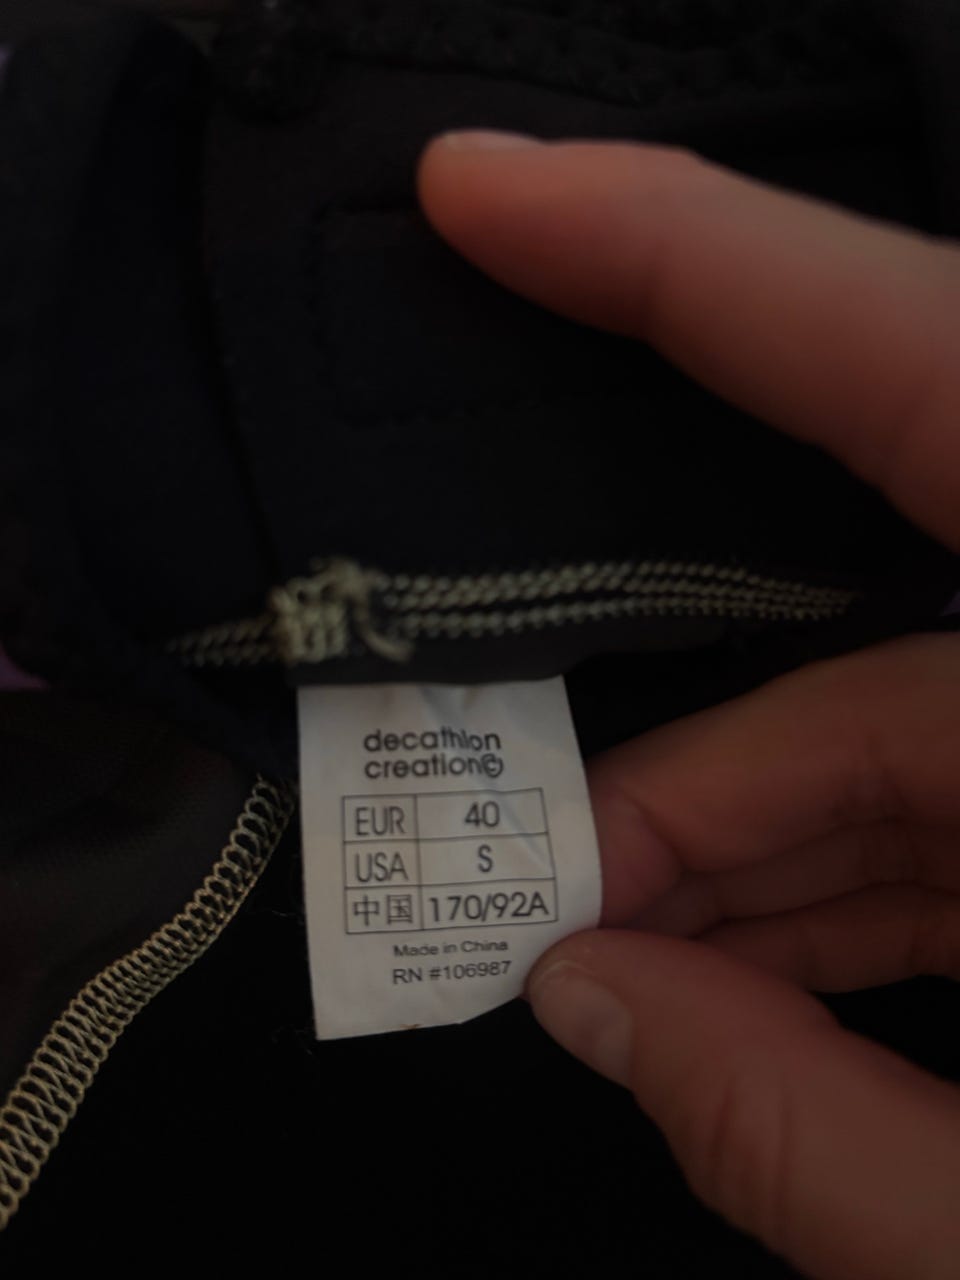 decathlon
creation©
EUR 40
USA S
中国 170/92A
Made in China
RN #106987